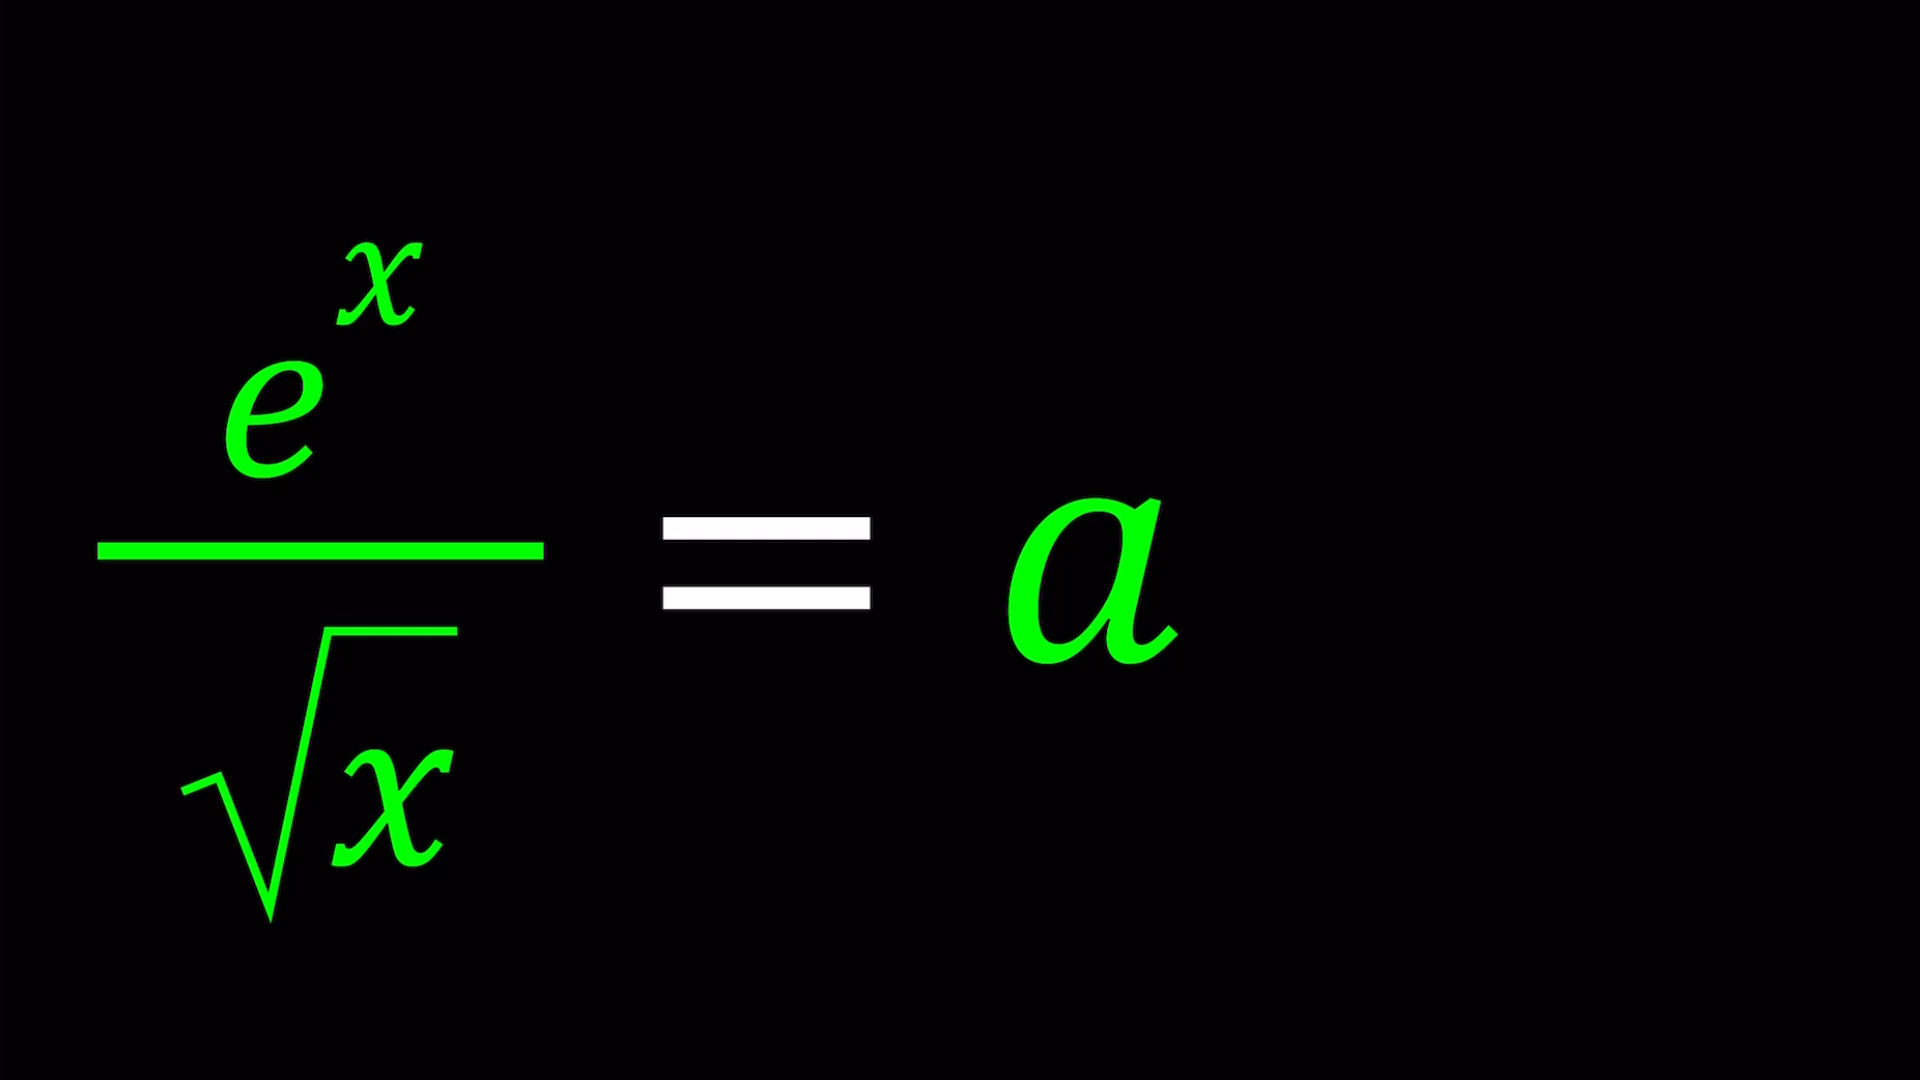 e^x / √x = a